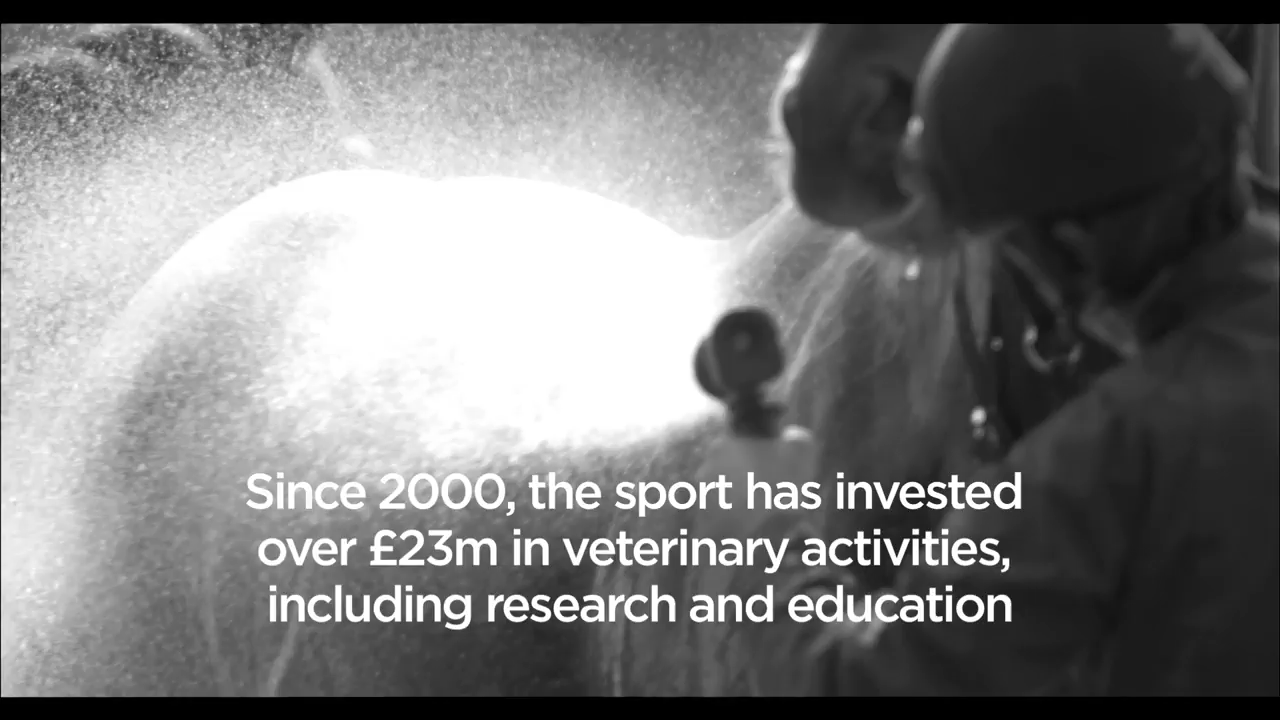 Since 2000, the sport has invested
over £23m in veterinary activities,
including research and education